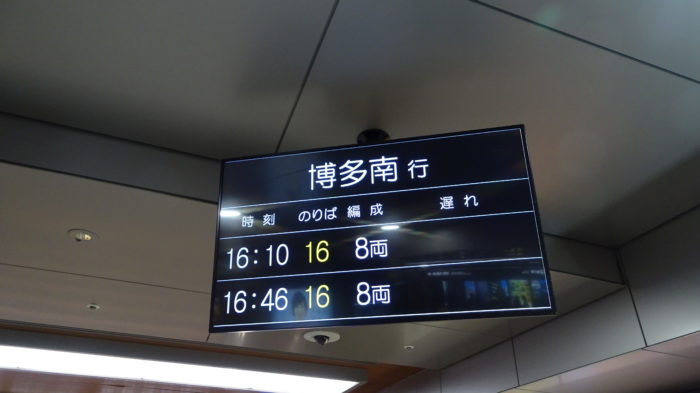 博多南 行
時刻 のりば 編成 遅れ
16:10 16 8両
16:46 16 8両